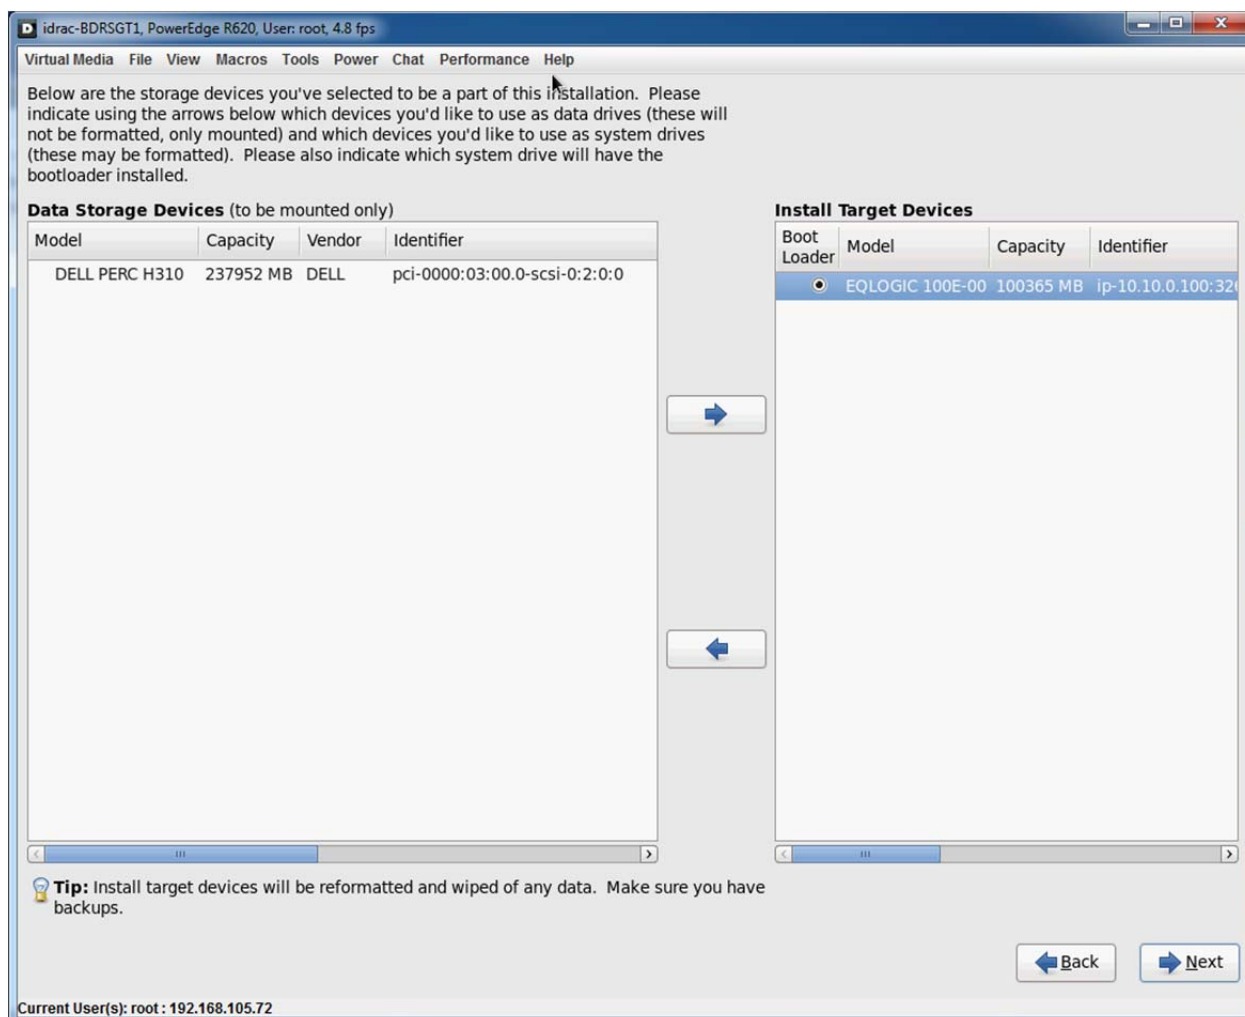 idrac-BDRSGT1, PowerEdge R620, User: root, 4.8 fps
Virtual Media File View Macros Tools Power Chat Performance Help
Below are the storage devices you've selected to be a part of this installation. Please
indicate using the arrows below which devices you'd like to use as data drives (these will
not be formatted, only mounted) and which devices you'd like to use as system drives
(these may be formatted). Please also indicate which system drive will have the
bootloader installed.
Data Storage Devices (to be mounted only)
Model Capacity Vendor Identifier
DELL PERC H310 237952 MB DELL pci-0000:03:00.0-scsi-0:2:0:0
Install Target Devices
Boot
Loader Model Capacity Identifier
EQLOGIC 100E-00 100365 MB ip-10.10.0.100:326
Tip: Install target devices will be reformatted and wiped of any data. Make sure you have
backups.
Back Next
Current User(s): root : 192.168.105.72